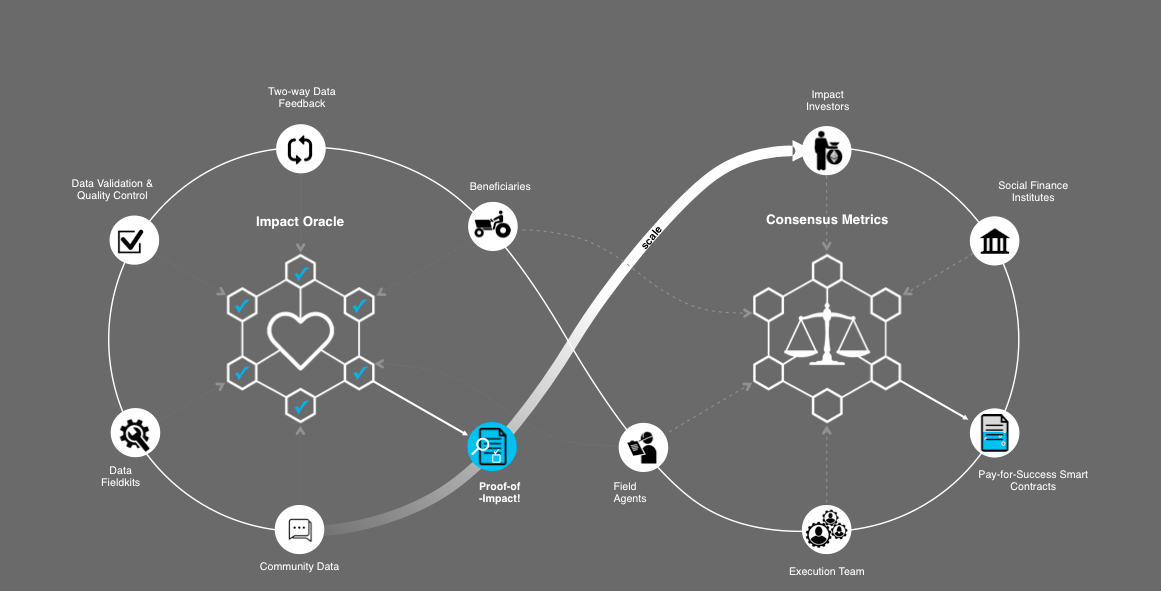 Two-way Data
Feedback
Impact
Investors
Data Validation &
Quality Control
Beneficiaries
Social Finance
Institutes
Impact Oracle
Consensus Metrics
scale
Data
Fieldkits
Proof-of
-Impact!
Field
Agents
Pay-for-Success Smart
Contracts
Community Data
Execution Team